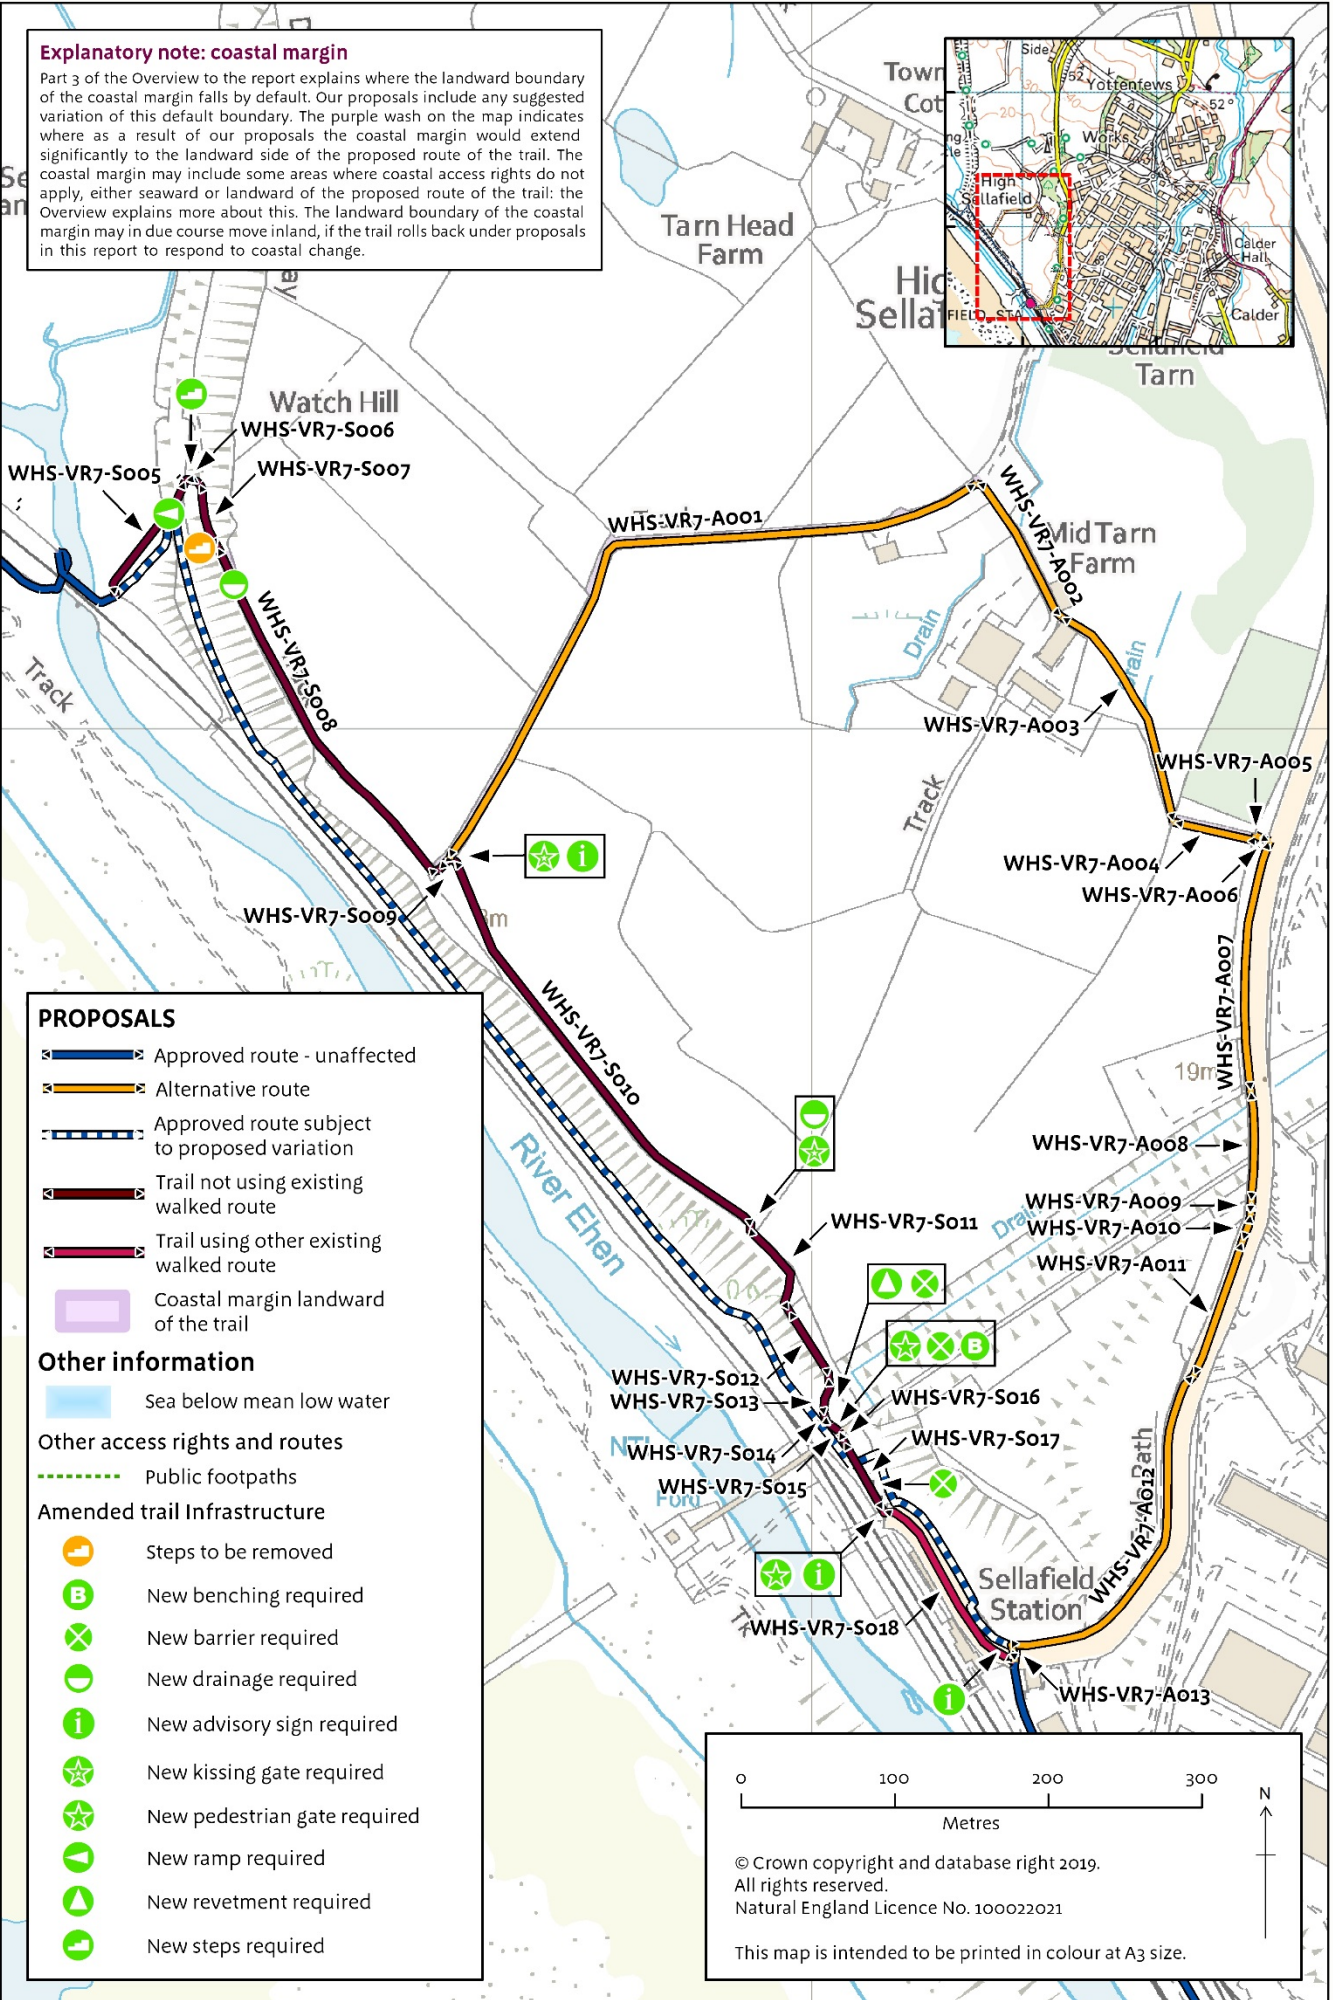 Explanatory note: coastal margin
Part 3 of the Overview to the report explains where the landward boundary
of the coastal margin falls by default. Our proposals include any suggested
variation of this default boundary. The purple wash on the map indicates
where as a result of our proposals the coastal margin would extend
significantly to the landward side of the proposed route of the trail. The
coastal margin may include some areas where coastal access rights do not
apply, either seaward or landward of the proposed route of the trail: the
Overview explains more about this. The landward boundary of the coastal
margin may in due course move inland, if the trail rolls back under proposals
in this report to respond to coastal change.
Town
Cot
Side
52
Yottenfews
52°
20
Works
High
Sellafield
Calder
Hall
FIELD STA
Calder
Tarn Head
Farm
Tarn
Watch Hill
WHS-VR7-S006
WHS-VR7-S005
WHS-VR7-S007
WHS-VR7-A001
WHS-VR7-A002
Mid Tarn
Farm
WHS-VR7-S008
Drain
Track
WHS-VR7-A003
WHS-VR7-A005
Track
WHS-VR7-A004
WHS-VR7-A006
i
WHS-VR7-S009
WHS-VR7-A007
WHS-VR7-S010
19m
River Ehen
WHS-VR7-A008
WHS-VR7-A009
WHS-VR7-S011
Drain
WHS-VR7-A010
WHS-VR7-A011
B
WHS-VR7-S012
WHS-VR7-S013
WHS-VR7-S016
WHS-VR7-S014
WHS-VR7-S017
WHS-VR7-S015
Ford
Path
WHS-VR7-A012
i
Sellafield
Station
WHS-VR7-S018
i
WHS-VR7-A013
PROPOSALS
Approved route - unaffected
Alternative route
Approved route subject
to proposed variation
Trail not using existing
walked route
Trail using other existing
walked route
Coastal margin landward
of the trail
Other information
Sea below mean low water
Other access rights and routes
Public footpaths
Amended trail Infrastructure
Steps to be removed
B New benching required
New barrier required
New drainage required
i New advisory sign required
New kissing gate required
New pedestrian gate required
New ramp required
New revetment required
New steps required
0 100 200 300
Metres
N
© Crown copyright and database right 2019.
All rights reserved.
Natural England Licence No. 100022021
This map is intended to be printed in colour at A3 size.